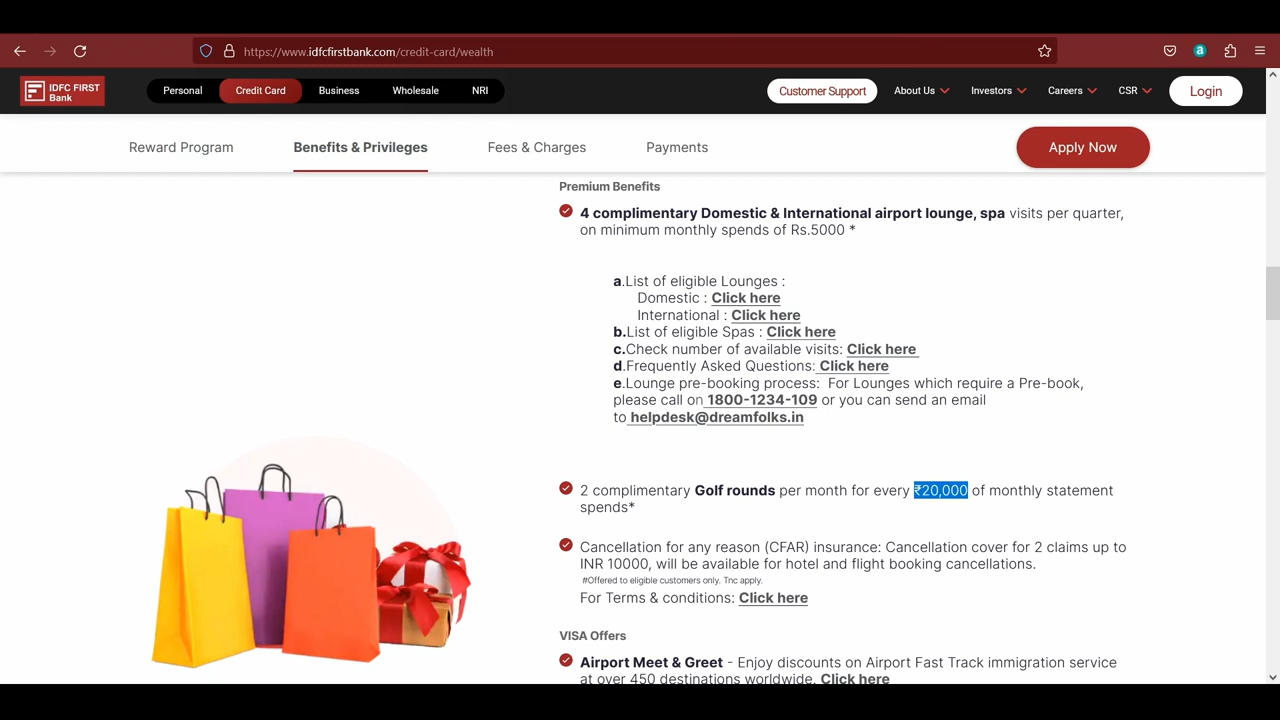 https://www.idfcfirstbank.com/credit-card/wealth
IDFC FIRST
Bank
Personal
Credit Card
Business
Wholesale
NRI
Customer Support
About Us
Investors
Careers
CSR
Login
Reward Program
Benefits & Privileges
Fees & Charges
Payments
Apply Now
Premium Benefits
4 complimentary Domestic & International airport lounge, spa visits per quarter,
on minimum monthly spends of Rs.5000 *
a.List of eligible Lounges :
Domestic : Click here
International : Click here
b.List of eligible Spas : Click here
c.Check number of available visits: Click here
d.Frequently Asked Questions: Click here
e.Lounge pre-booking process:  For Lounges which require a Pre-book,
please call on 1800-1234-109 or you can send an email
to helpdesk@dreamfolks.in
2 complimentary Golf rounds per month for every ₹20,000 of monthly statement
spends*
Cancellation for any reason (CFAR) insurance: Cancellation cover for 2 claims up to
INR 10000, will be available for hotel and flight booking cancellations.
#Offered to eligible customers only. Tnc apply.
For Terms & conditions: Click here
VISA Offers
Airport Meet & Greet - Enjoy discounts on Airport Fast Track immigration service
at over 450 destinations worldwide. Click here